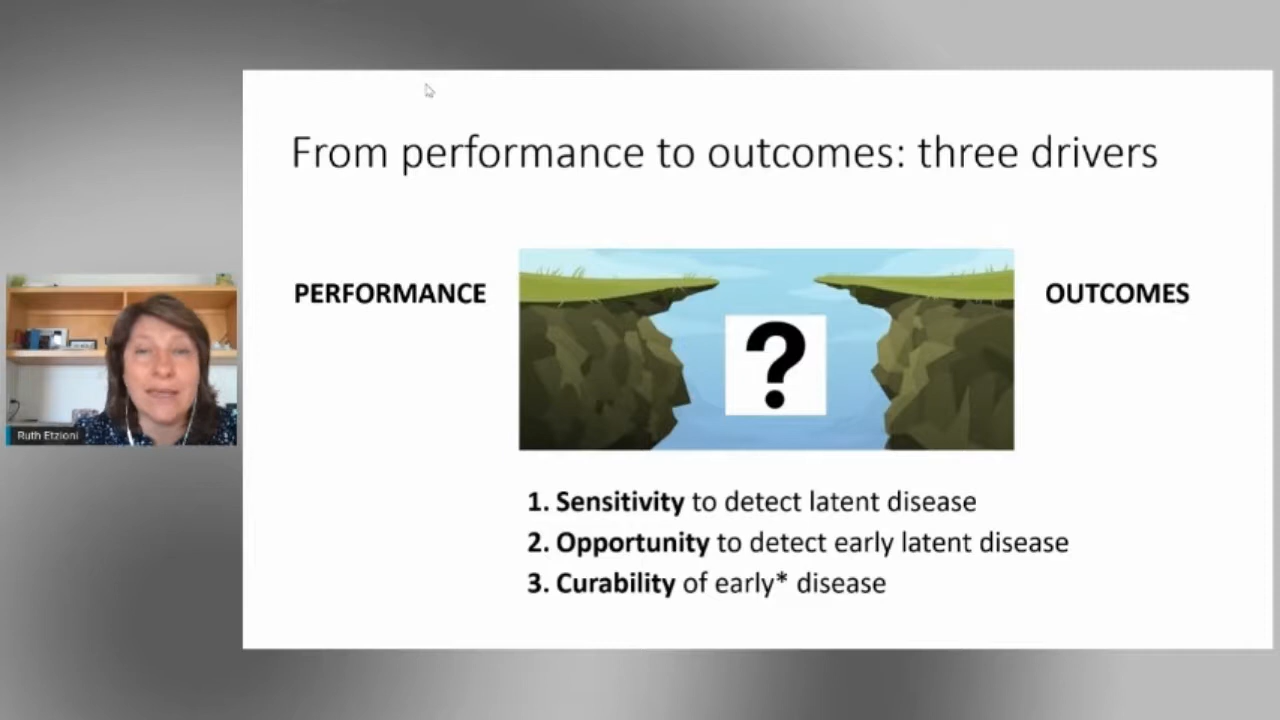 From performance to outcomes: three drivers
PERFORMANCE
OUTCOMES
?
1. Sensitivity to detect latent disease
2. Opportunity to detect early latent disease
3. Curability of early* disease
Ruth Etzioni